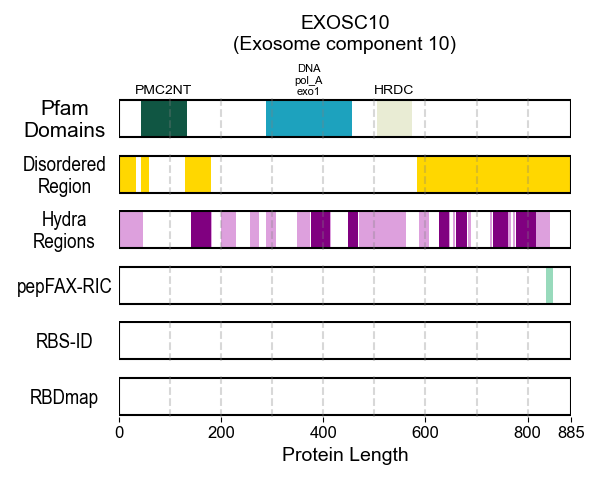 EXOSC10
(Exosome component 10)
DNA
pol_A
exo1
PMC2NT
HRDC
Pfam
Domains
Disordered
Region
Hydra
Regions
pepFAX-RIC
RBS-ID
RBDmap
0 200 400 600 800 885
Protein Length